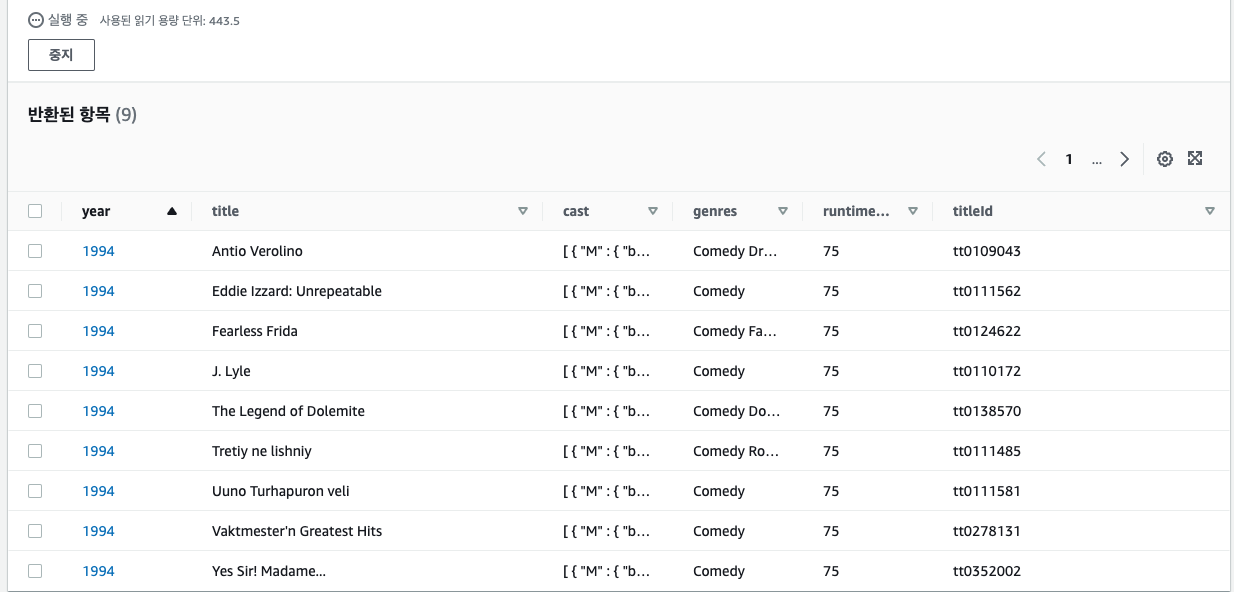 실행 중 사용된 읽기 용량 단위: 443.5
중지
반환된 항목 (9)
1 ...
year title cast genres runtime... titleId
1994 Antio Verolino [ { "M" : { "b... Comedy Dr... 75 tt0109043
1994 Eddie Izzard: Unrepeatable [ { "M" : { "b... Comedy 75 tt0111562
1994 Fearless Frida [ { "M" : { "b... Comedy Fa... 75 tt0124622
1994 J. Lyle [ { "M" : { "b... Comedy 75 tt0110172
1994 The Legend of Dolemite [ { "M" : { "b... Comedy Do... 75 tt0138570
1994 Tretiy ne lishniy [ { "M" : { "b... Comedy Ro... 75 tt0111485
1994 Uuno Turhapuron veli [ { "M" : { "b... Comedy 75 tt0111581
1994 Vaktmester'n Greatest Hits [ { "M" : { "b... Comedy 75 tt0278131
1994 Yes Sir! Madame... [ { "M" : { "b... Comedy 75 tt0352002